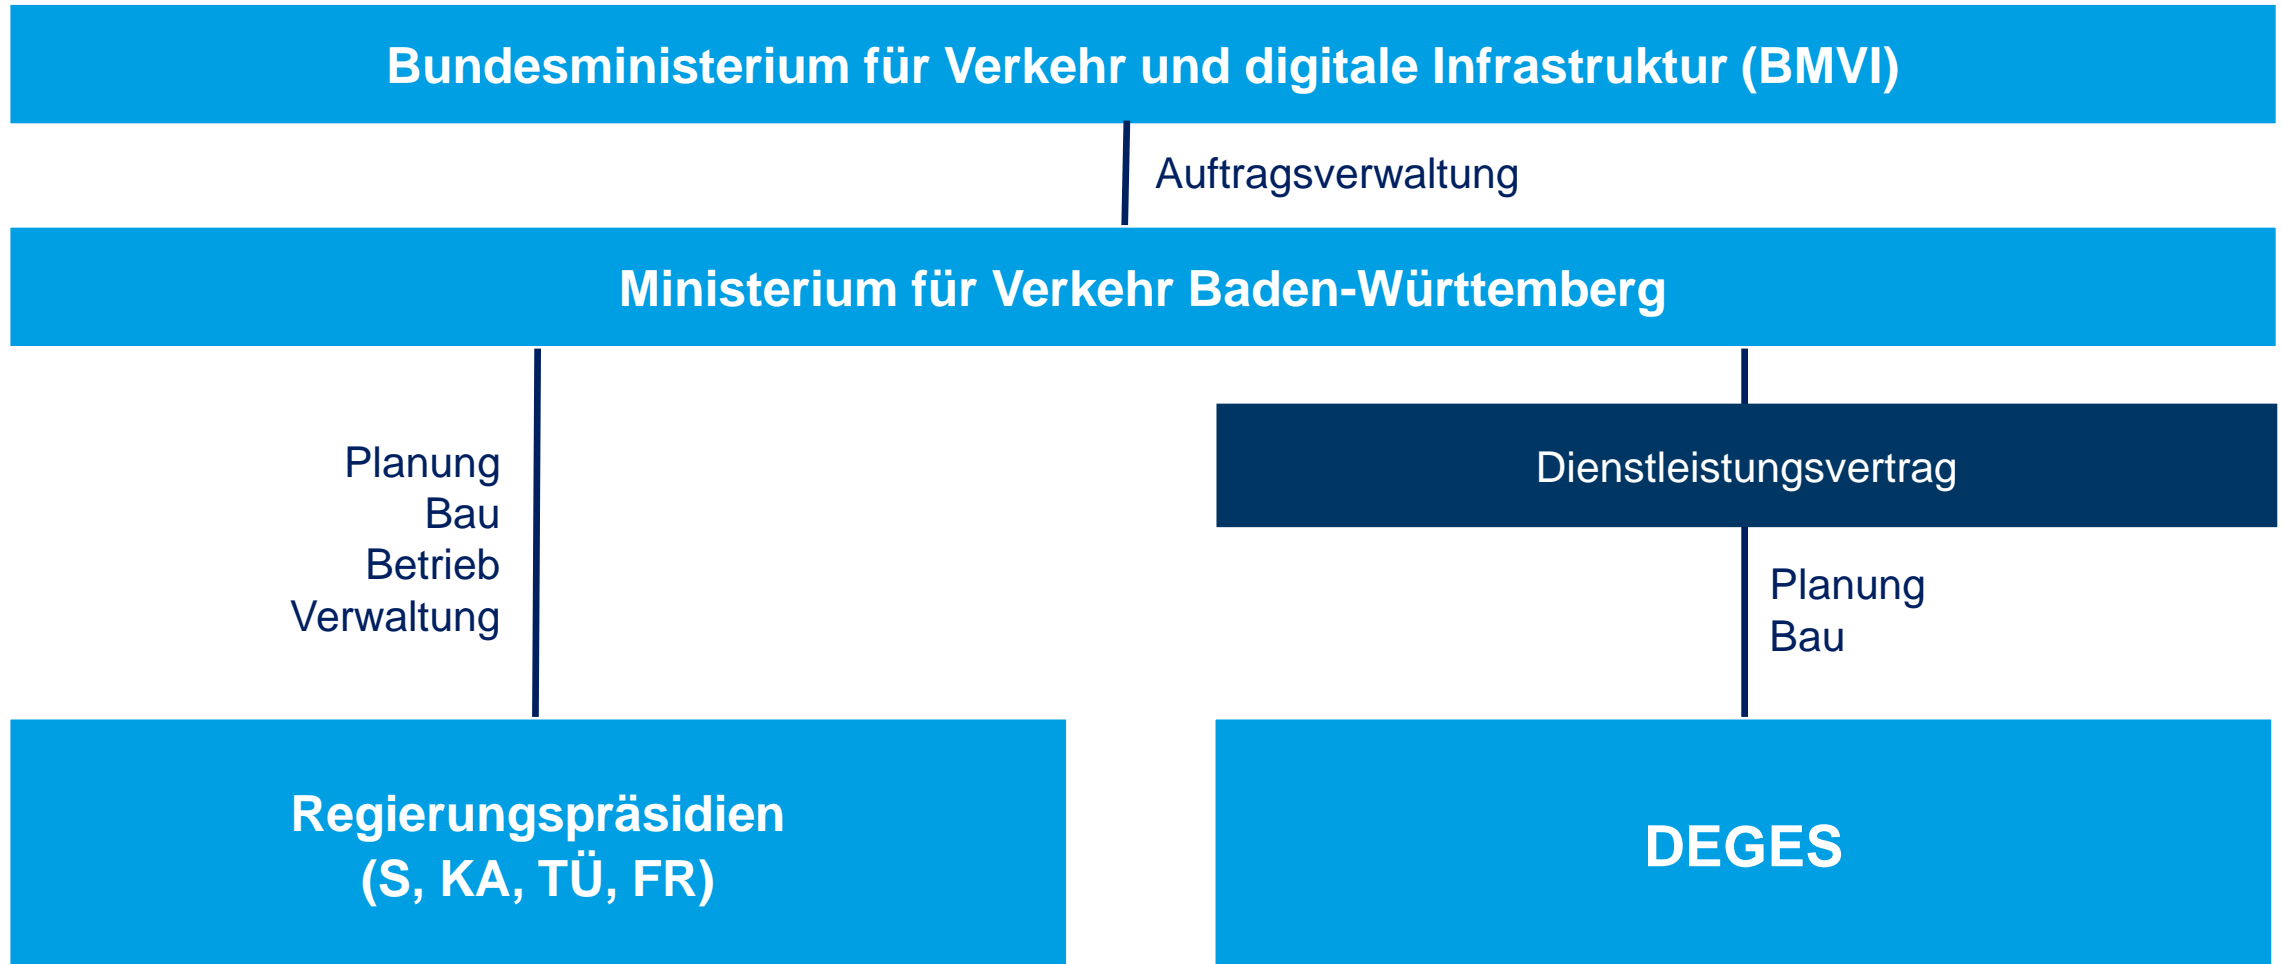 Bundesministerium für Verkehr und digitale Infrastruktur (BMVI)
Auftragsverwaltung
Ministerium für Verkehr Baden-Württemberg
Planung
Bau
Betrieb
Verwaltung
Dienstleistungsvertrag
Planung
Bau
Regierungspräsidien
(S, KA, TÜ, FR)
DEGES